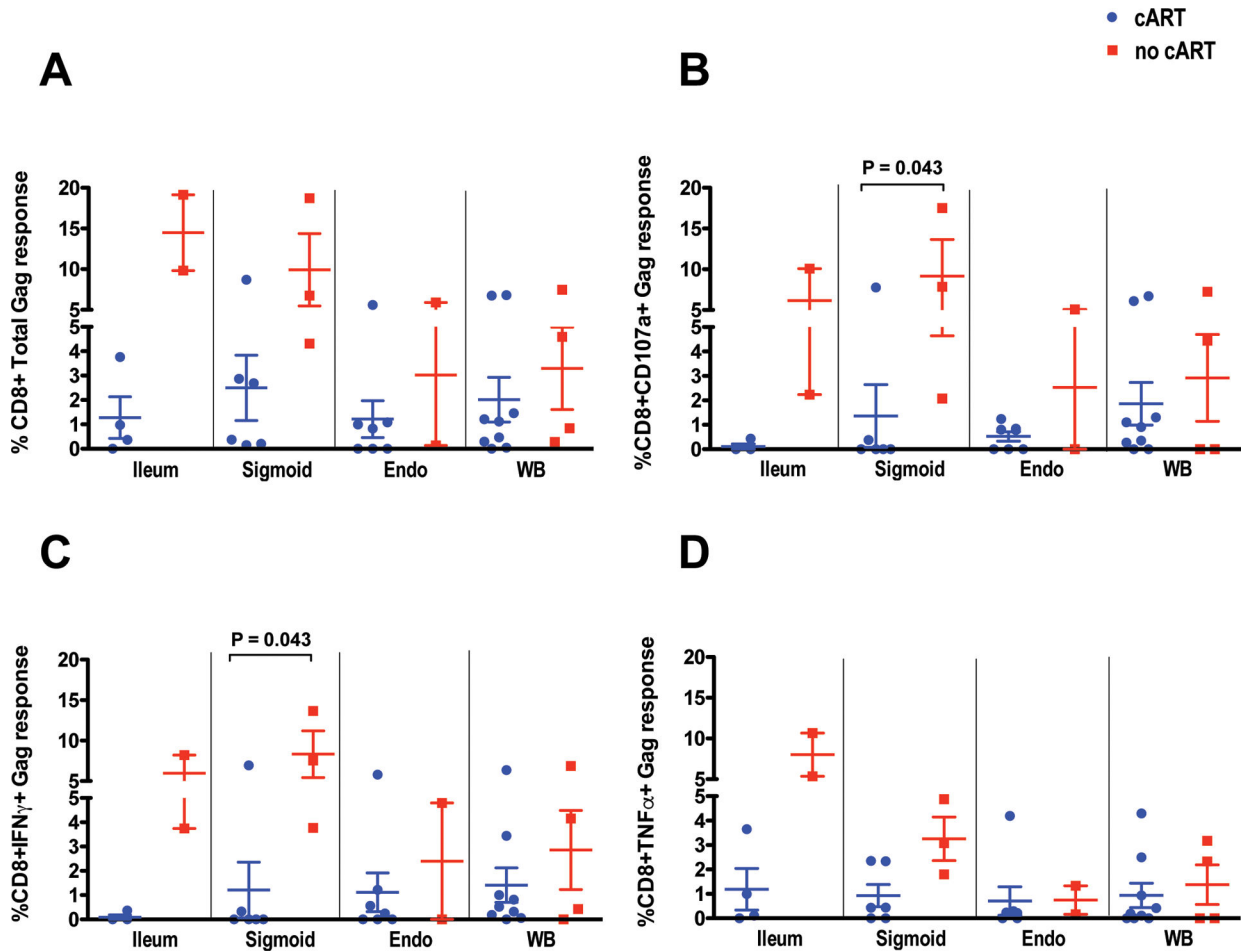 cART
no cART
A
% CD8+ Total Gag response
20
15
10
5
5
4
3
2
1
0
Ileum Sigmoid Endo WB
B
%CD8+CD107a+ Gag response
P = 0.043
20
15
10
5
5
4
3
2
1
0
Ileum Sigmoid Endo WB
C
%CD8+IFNγ+ Gag response
P = 0.043
20
15
10
5
5
4
3
2
1
0
Ileum Sigmoid Endo WB
D
%CD8+TNFα+ Gag response
20
15
10
5
5
4
3
2
1
0
Ileum Sigmoid Endo WB